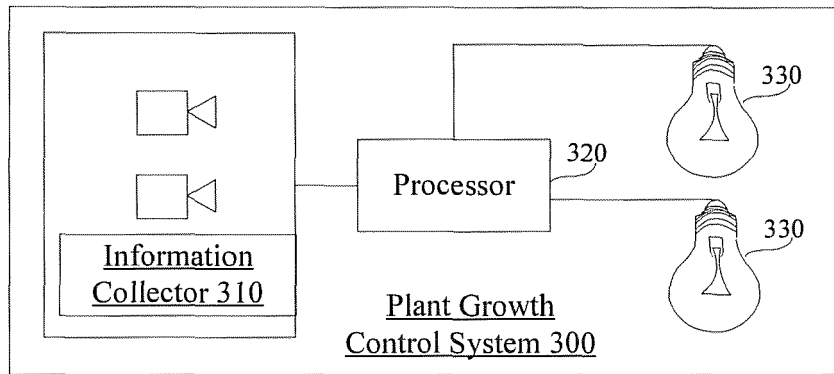 330
320
Processor
330
Information
Collector 310
Plant Growth
Control System 300